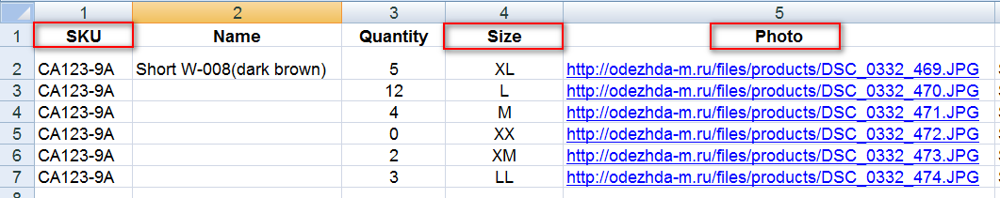 1 2 3 4 5
1 SKU Name Quantity Size Photo
2 CA123-9A Short W-008(dark brown) 5 XL http://odezhda-m.ru/files/products/DSC_0332_469.JPG
3 CA123-9A 12 L http://odezhda-m.ru/files/products/DSC_0332_470.JPG
4 CA123-9A 4 M http://odezhda-m.ru/files/products/DSC_0332_471.JPG
5 CA123-9A 0 XX http://odezhda-m.ru/files/products/DSC_0332_472.JPG
6 CA123-9A 2 XM http://odezhda-m.ru/files/products/DSC_0332_473.JPG
7 CA123-9A 3 LL http://odezhda-m.ru/files/products/DSC_0332_474.JPG